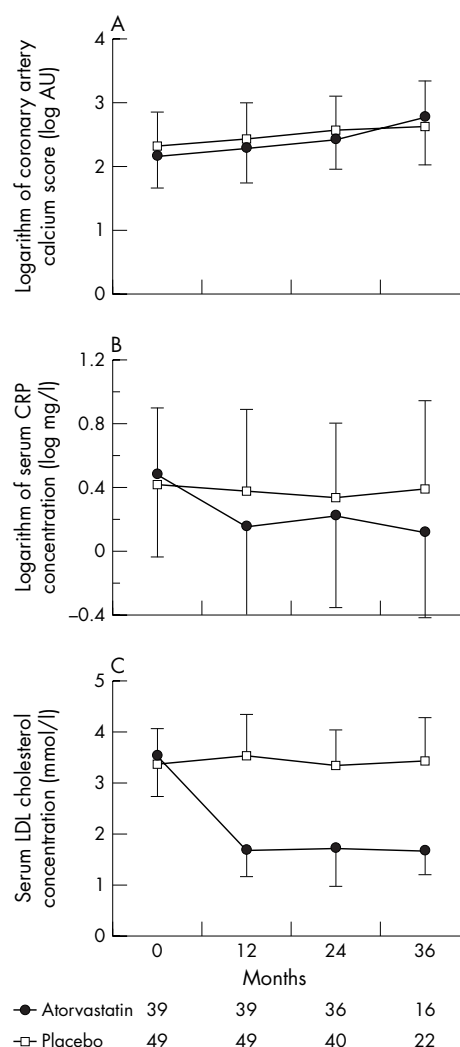 A
Logarithm of coronary artery
calcium score (log AU)
4
3
2
1
0
B
Logarithm of serum CRP
concentration (log mg/l)
1.2
0.8
0.4
0
–0.4
C
Serum LDL cholesterol
concentration (mmol/l)
5
4
3
2
1
0
0 12 24 36
Months
Atorvastatin 39 39 36 16
Placebo 49 49 40 22